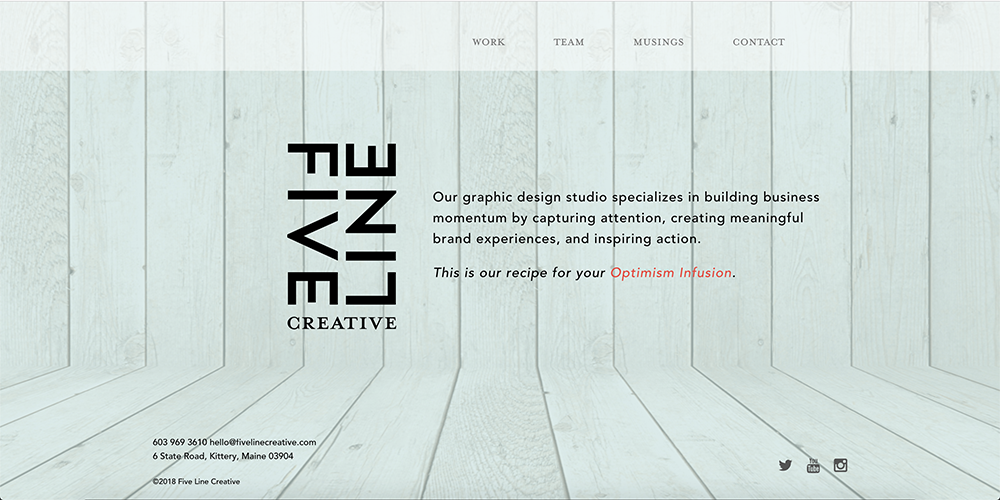 WORK TEAM MUSINGS CONTACT
FIVE
LINE
CREATIVE
Our graphic design studio specializes in building business
momentum by capturing attention, creating meaningful
brand experiences, and inspiring action.
This is our recipe for your Optimism Infusion.
603 969 3610 hello@fivelinecreative.com
6 State Road, Kittery, Maine 03904
©2018 Five Line Creative
You
Tube